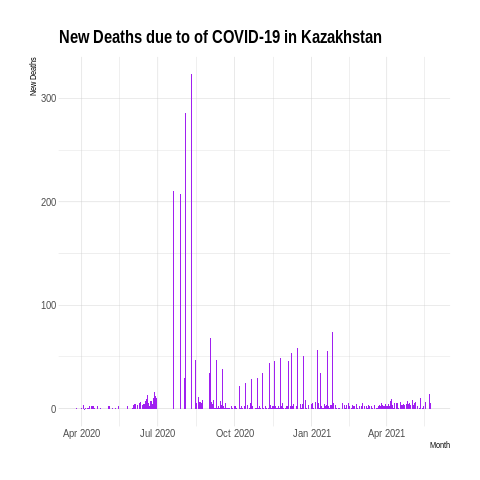 New Deaths due to of COVID-19 in Kazakhstan
New Deaths
300
200
100
0
Apr 2020 Jul 2020 Oct 2020 Jan 2021 Apr 2021
Month